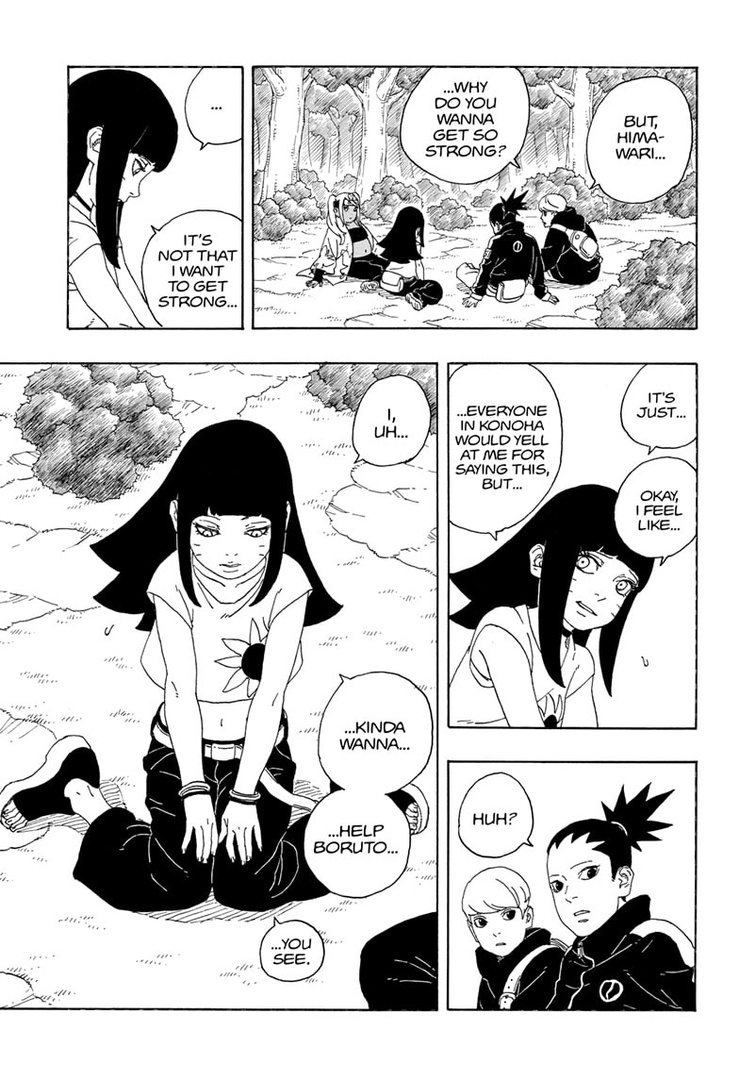 BUT,
HIMA-
WARI...
...WHY
DO YOU
WANNA
GET SO
STRONG?
...
IT'S
NOT THAT
I WANT
TO GET
STRONG...
IT'S
JUST...
OKAY,
I FEEL
LIKE...
...EVERYONE
IN KONOHA
WOULD YELL
AT ME FOR
SAYING THIS,
BUT...
I,
UH...
...KINDA
WANNA...
...HELP
BORUTO...
...YOU
SEE.
HUH?